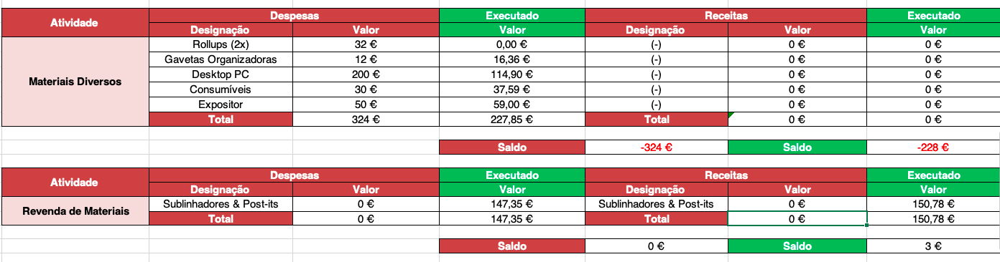 Atividade Despesas Executado Receitas Executado
Designação Valor Valor Designação Valor Valor
Materiais Diversos Rollups (2x) 32 € 0,00 € (-) 0 € 0 €
Gavetas Organizadoras 12 € 16,36 € (-) 0 € 0 €
Desktop PC 200 € 114,90 € (-) 0 € 0 €
Consumíveis 30 € 37,59 € (-) 0 € 0 €
Expositor 50 € 59,00 € (-) 0 € 0 €
Total 324 € 227,85 € Total 0 € 0 €
Saldo -324 € Saldo -228 €
Atividade Despesas Executado Receitas Executado
Designação Valor Valor Designação Valor Valor
Revenda de Materiais Sublinhadores & Post-its 0 € 147,35 € Sublinhadores & Post-its 0 € 150,78 €
Total 0 € 147,35 € Total 0 € 150,78 €
Saldo 0 € Saldo 3 €